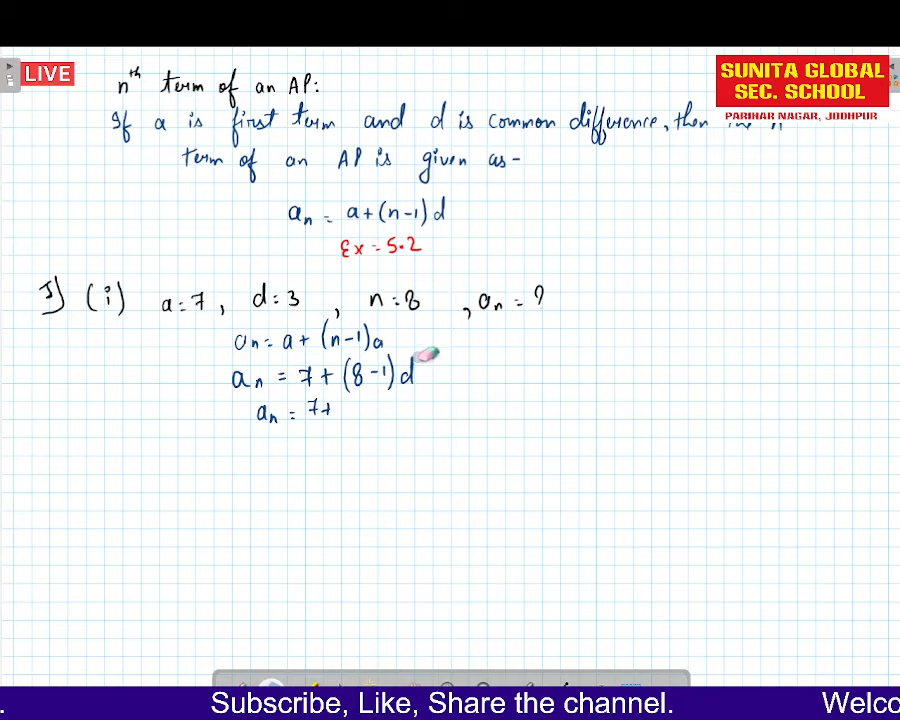 LIVE
SUNITA GLOBAL
SEC. SCHOOL
PARIHAR NAGAR, JODHPUR
nth term of an AP:
If a is first term and d is common difference, then
term of an AP is given as-
an = a+(n-1)d
Ex = 5.2
(i) a=7, d=3, n=8, an = ?
an = a + (n-1)a
an = 7+(8-1)d
an = 7+
Subscribe, Like, Share the channel.
Welco